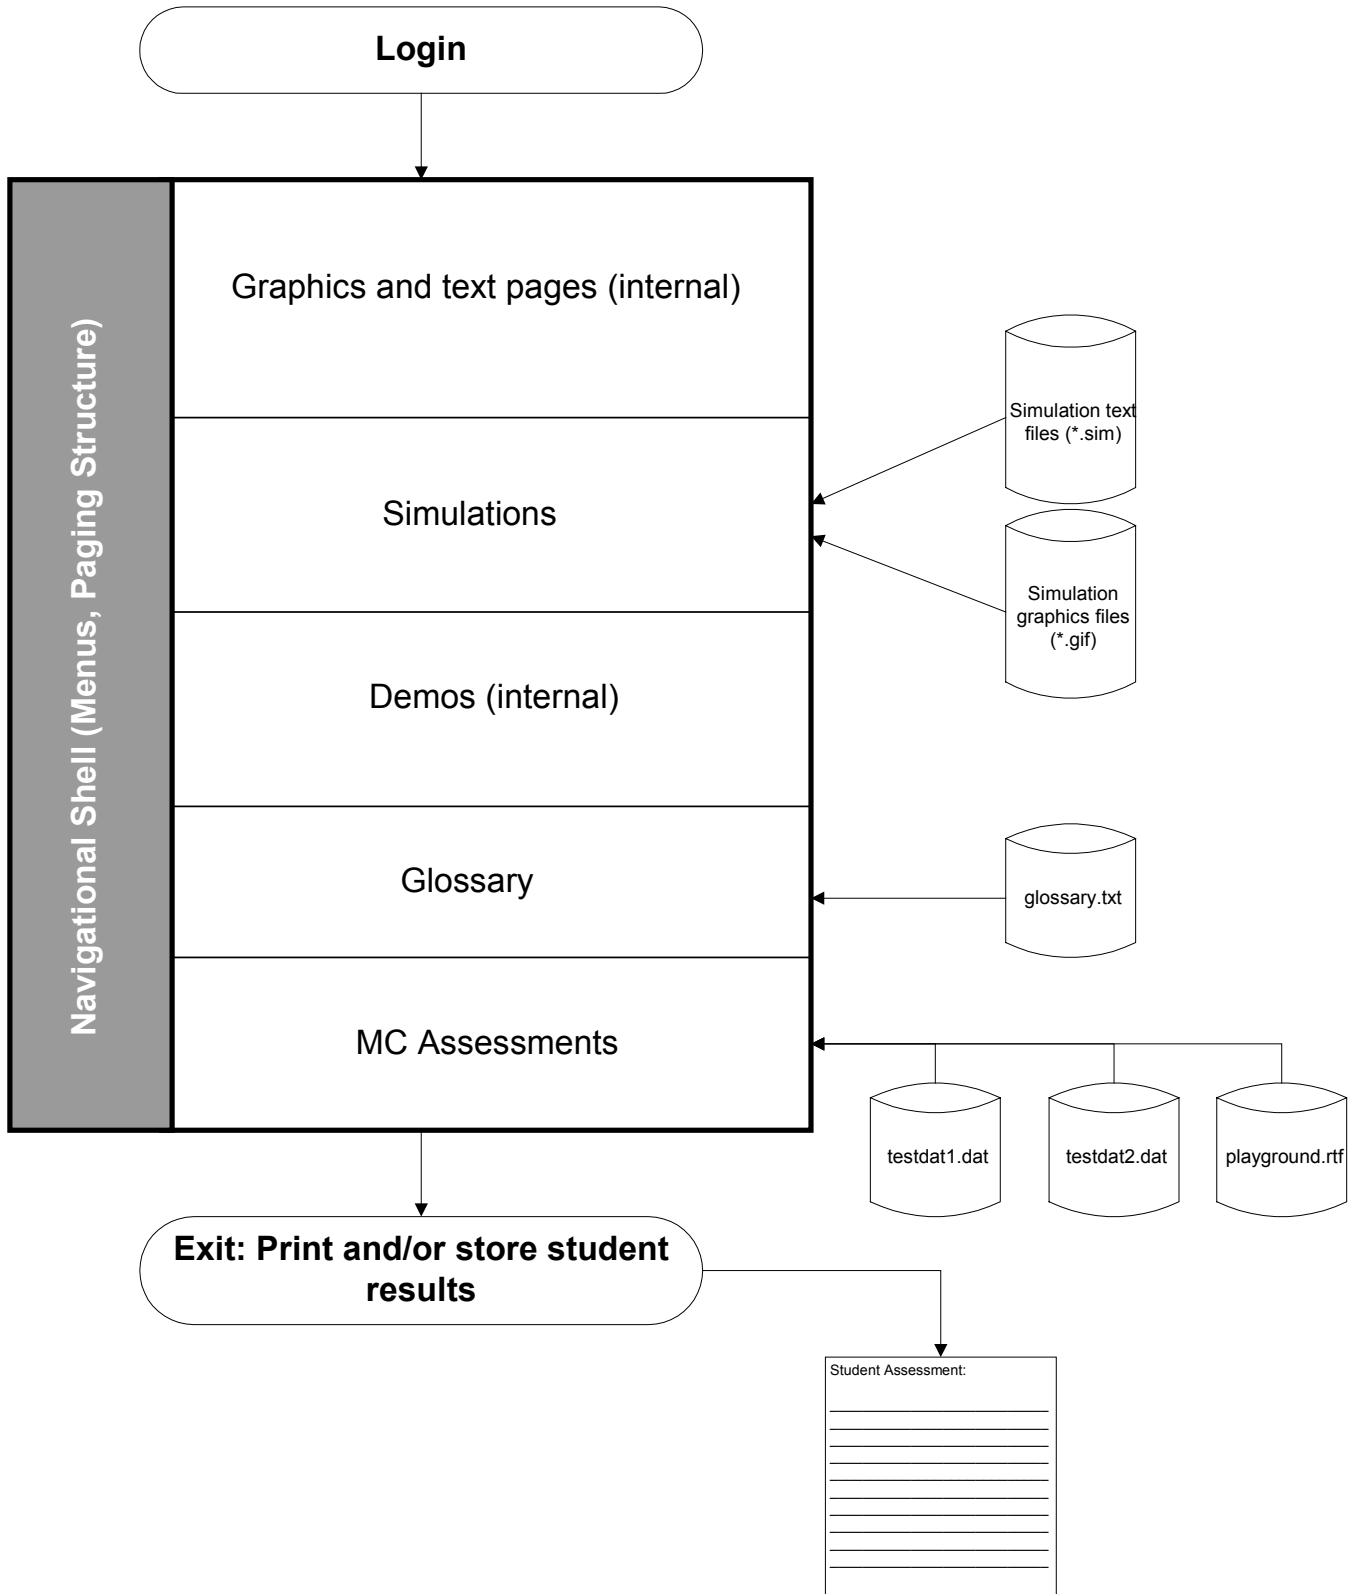 Login
Navigational Shell (Menus, Paging Structure)
Graphics and text pages (internal)
Simulations
Demos (internal)
Glossary
MC Assessments
Simulation text
files (*.sim)
Simulation
graphics files
(*.gif)
glossary.txt
testdat1.dat
testdat2.dat
playground.rtf
Exit: Print and/or store student
results
Student Assessment: